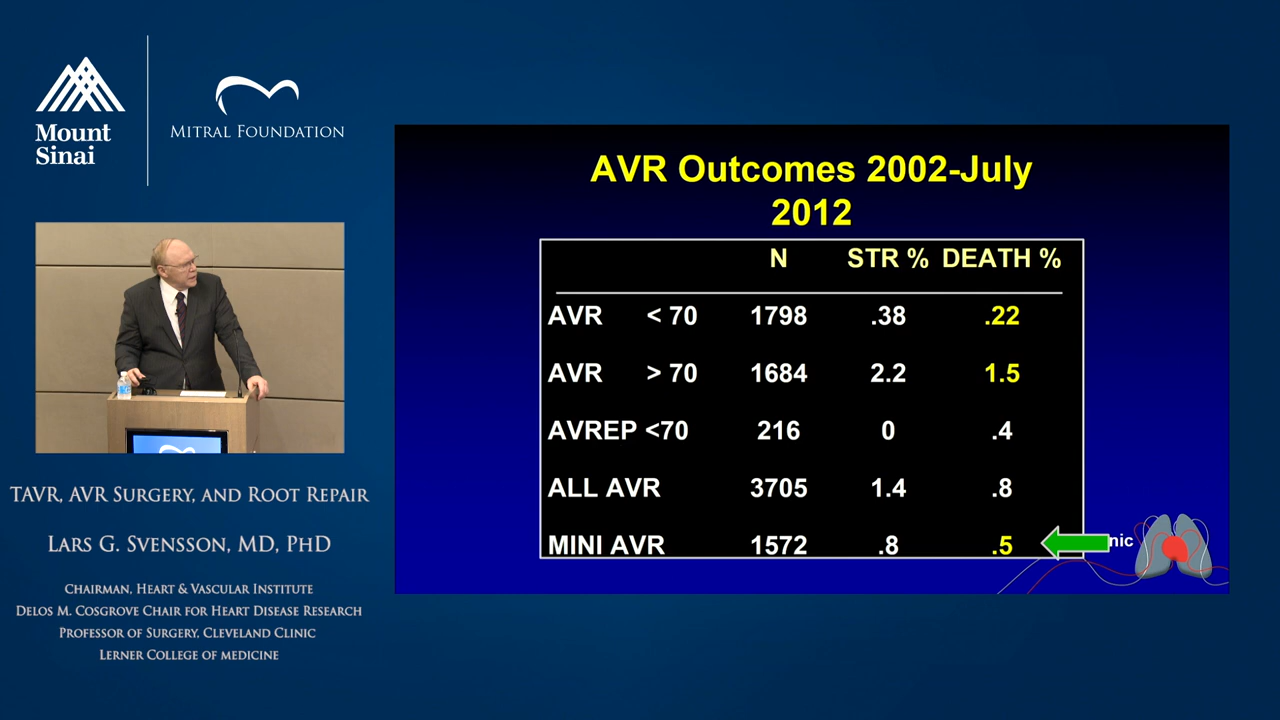 Mount
Sinai
MITRAL FOUNDATION
TAVR, AVR SURGERY, AND ROOT REPAIR
LARS G. SVENSSON, MD, PHD
CHAIRMAN, HEART & VASCULAR INSTITUTE
DELOS M. COSGROVE CHAIR FOR HEART DISEASE RESEARCH
PROFESSOR OF SURGERY, CLEVELAND CLINIC
LERNER COLLEGE OF MEDICINE
AVR Outcomes 2002-July
2012
N STR % DEATH %
AVR < 70 1798 .38 .22
AVR > 70 1684 2.2 1.5
AVREP <70 216 0 .4
ALL AVR 3705 1.4 .8
MINI AVR 1572 .8 .5
nic